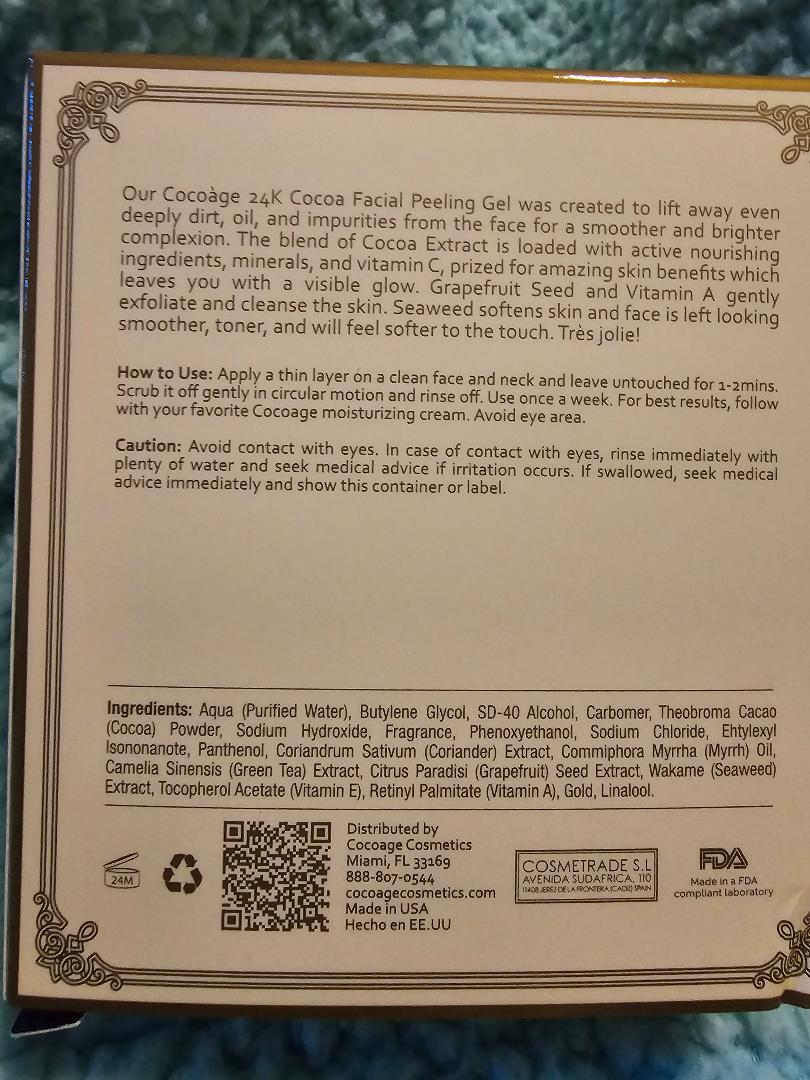 Our Cocoàge 24K Cocoa Facial Peeling Gel was created to lift away even
deeply dirt, oil, and impurities from the face for a smoother and brighter
complexion. The blend of Cocoa Extract is loaded with active nourishing
ingredients, minerals, and vitamin C, prized for amazing skin benefits which
leaves you with a visible glow. Grapefruit Seed and Vitamin A gently
exfoliate and cleanse the skin. Seaweed softens skin and face is left looking
smoother, toner, and will feel softer to the touch. Très jolie!
How to Use: Apply a thin layer on a clean face and neck and leave untouched for 1-2mins.
Scrub it off gently in circular motion and rinse off. Use once a week. For best results, follow
with your favorite Cocoage moisturizing cream. Avoid eye area.
Caution: Avoid contact with eyes. In case of contact with eyes, rinse immediately with
plenty of water and seek medical advice if irritation occurs. If swallowed, seek medical
advice immediately and show this container or label.
Ingredients: Aqua (Purified Water), Butylene Glycol, SD-40 Alcohol, Carbomer, Theobroma Cacao
(Cocoa) Powder, Sodium Hydroxide, Fragrance, Phenoxyethanol, Sodium Chloride, Ehtylexyl
Isononanote, Panthenol, Coriandrum Sativum (Coriander) Extract, Commiphora Myrrha (Myrrh) Oil,
Camelia Sinensis (Green Tea) Extract, Citrus Paradisi (Grapefruit) Seed Extract, Wakame (Seaweed)
Extract, Tocopherol Acetate (Vitamin E), Retinyl Palmitate (Vitamin A), Gold, Linalool.
24M
Distributed by
Cocoage Cosmetics
Miami, FL 33169
888-807-0544
cocoagecosmetics.com
Made in USA
Hecho en EE.UU
COSMETRADE S.L
AVENIDA SUDAFRICA, 110
11408 JEREZ DE LA FRONTERA (CADIZ) SPAIN
FDA
Made in a FDA
compliant laboratory